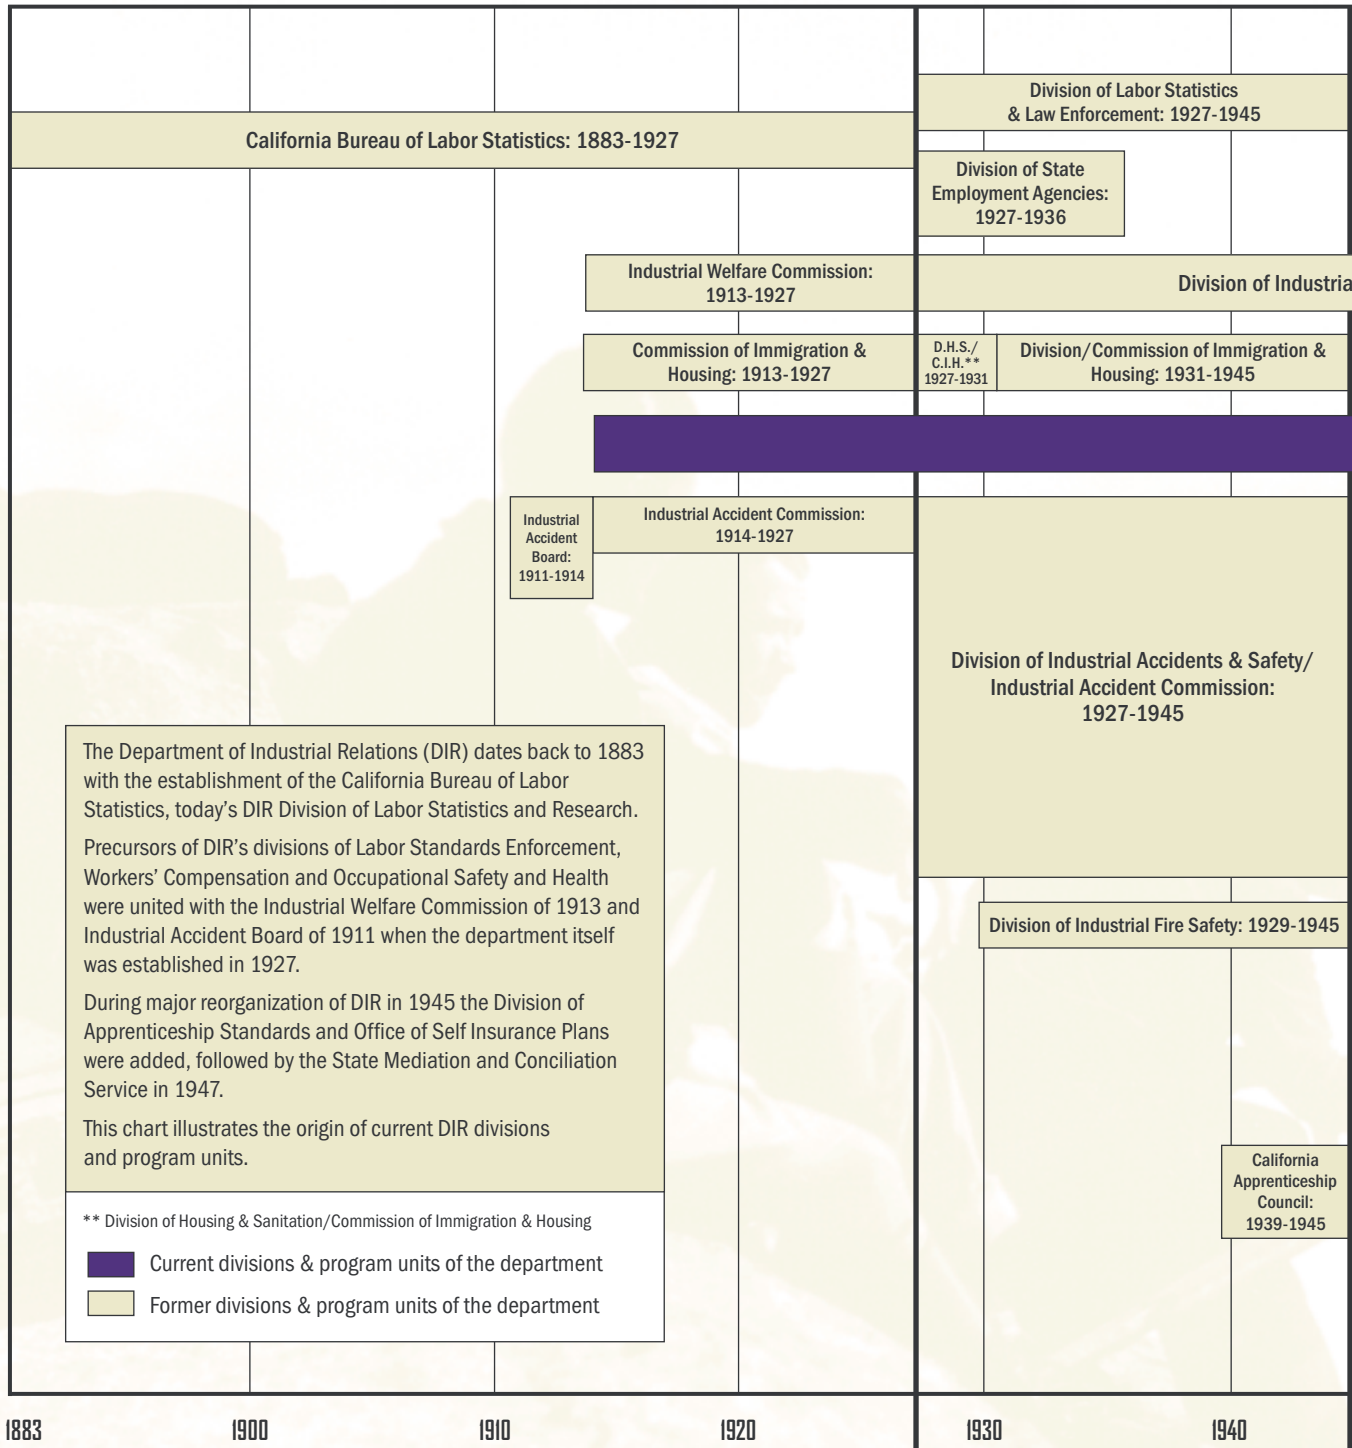 Division of Labor Statistics
& Law Enforcement: 1927-1945
California Bureau of Labor Statistics: 1883-1927
Division of State
Employment Agencies:
1927-1936
Industrial Welfare Commission:
1913-1927
Division of Industria
Commission of Immigration &
Housing: 1913-1927
D.H.S./
C.I.H.**
1927-1931
Division/Commission of Immigration &
Housing: 1931-1945
Industrial
Accident
Board:
1911-1914
Industrial Accident Commission:
1914-1927
Division of Industrial Accidents & Safety/
Industrial Accident Commission:
1927-1945
The Department of Industrial Relations (DIR) dates back to 1883
with the establishment of the California Bureau of Labor
Statistics, today's DIR Division of Labor Statistics and Research.
Precursors of DIR's divisions of Labor Standards Enforcement,
Workers' Compensation and Occupational Safety and Health
were united with the Industrial Welfare Commission of 1913 and
Industrial Accident Board of 1911 when the department itself
was established in 1927.
During major reorganization of DIR in 1945 the Division of
Apprenticeship Standards and Office of Self Insurance Plans
were added, followed by the State Mediation and Conciliation
Service in 1947.
This chart illustrates the origin of current DIR divisions
and program units.
** Division of Housing & Sanitation/Commission of Immigration & Housing
Current divisions & program units of the department
Former divisions & program units of the department
Division of Industrial Fire Safety: 1929-1945
California
Apprenticeship
Council:
1939-1945
1883 1900 1910 1920 1930 1940